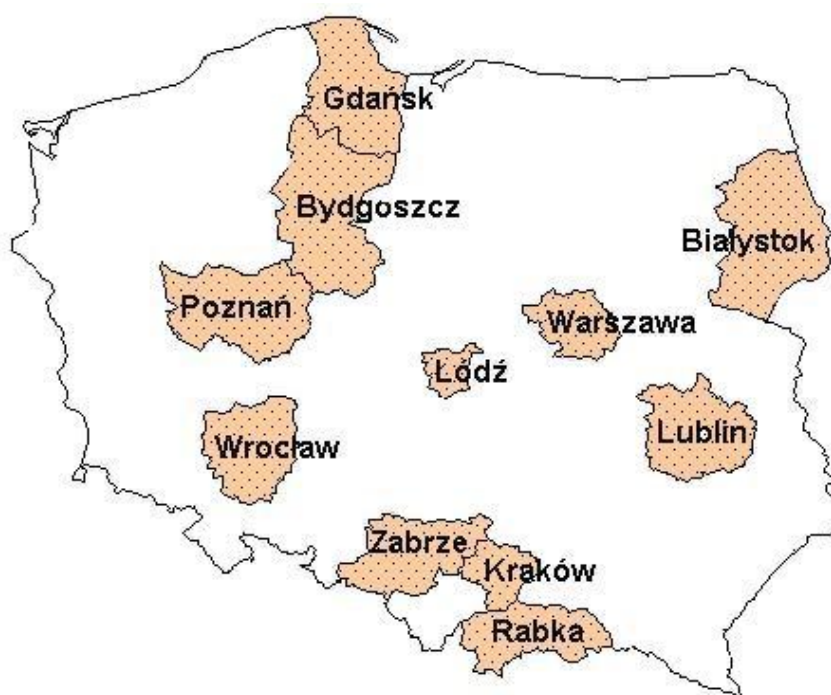 Gdańsk
Bydgoszcz
Białystok
Poznań
Warszawa
Łódź
Lublin
Wrocław
Zabrze
Kraków
Rabka